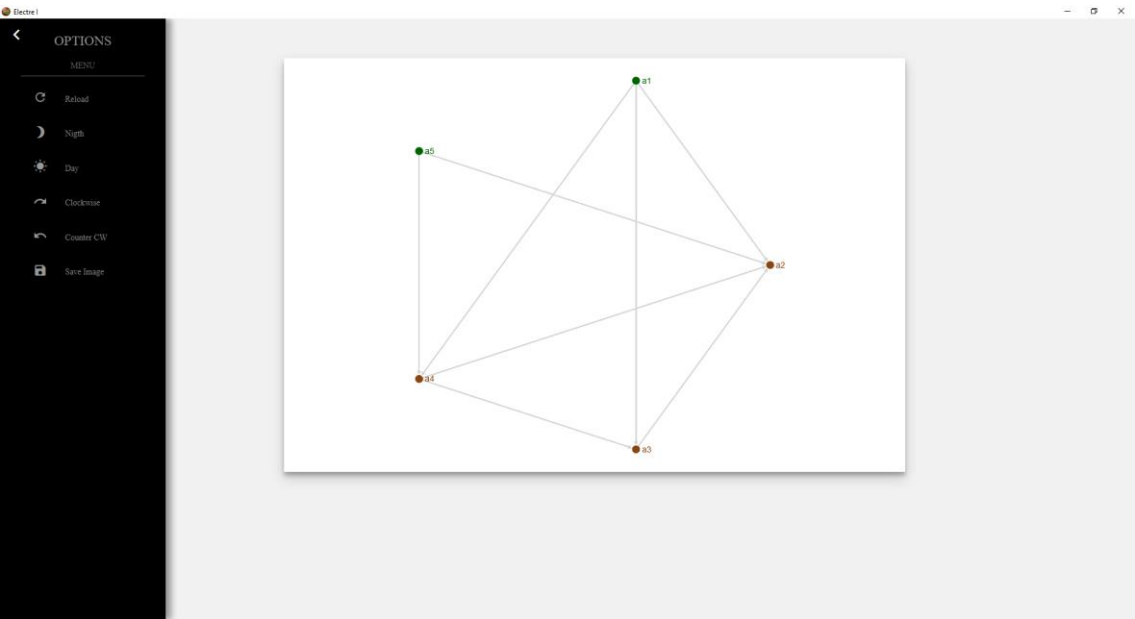 Electre I
OPTIONS
MENU
Reload
Nigth
Day
Clockwise
Counter CW
Save Image
a1
a5
a2
a4
a3